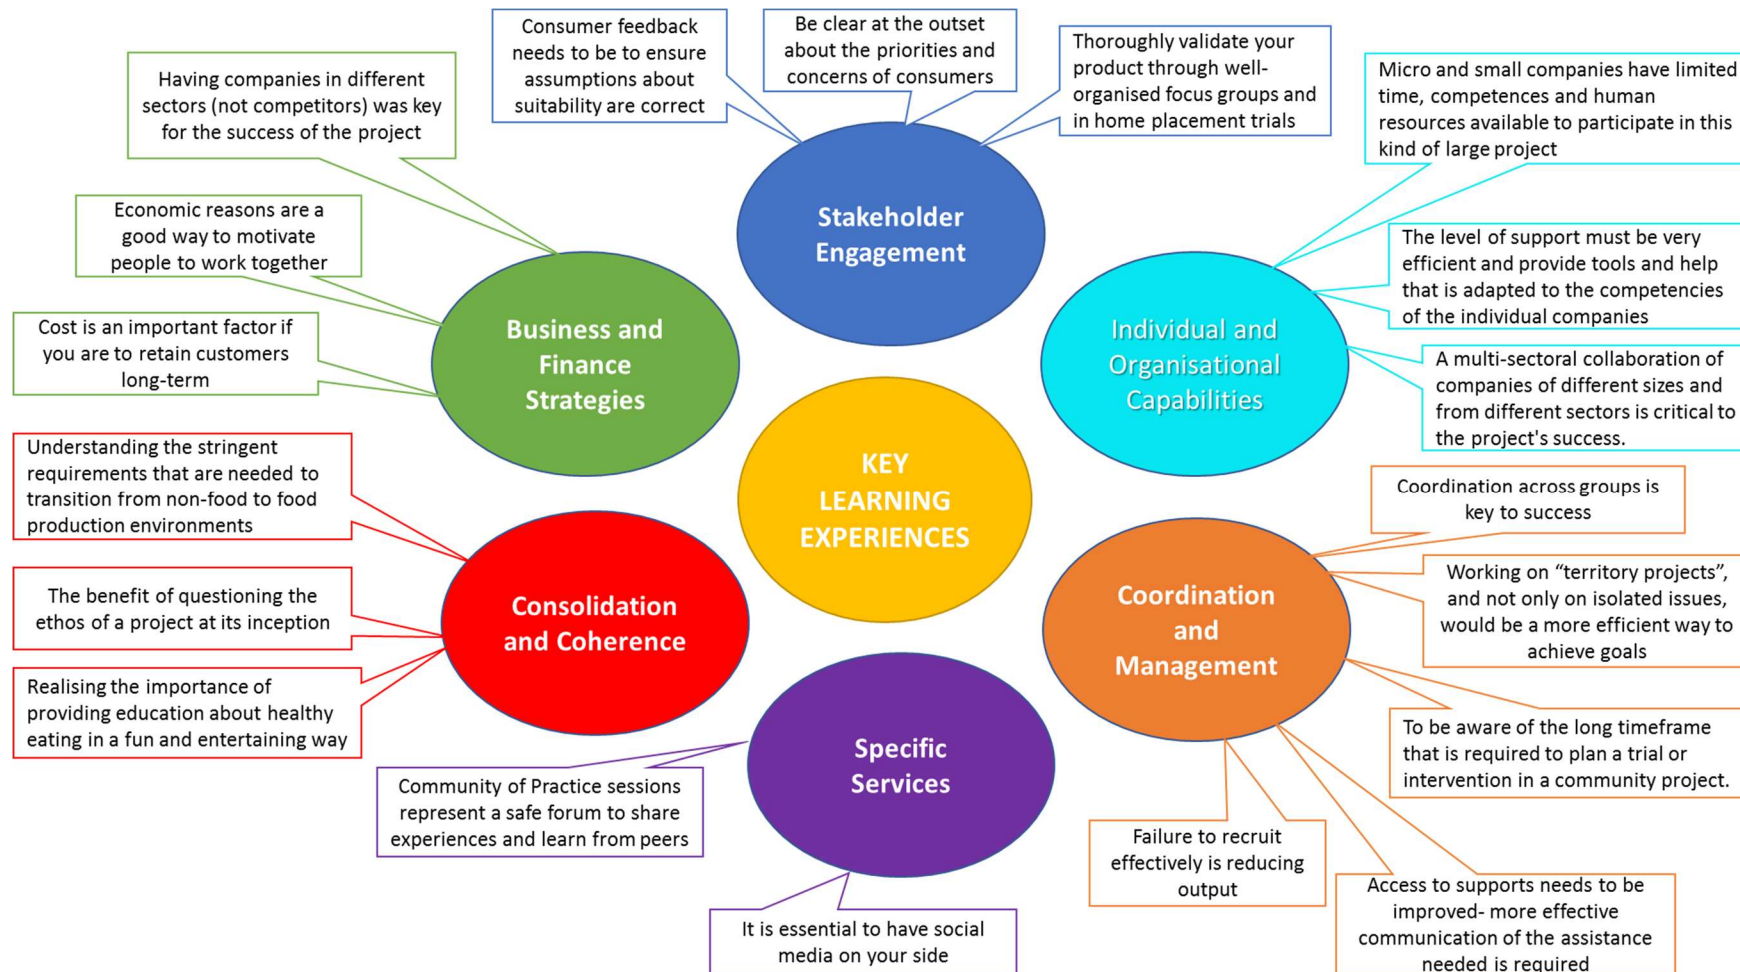 Consumer feedback
needs to be to ensure
assumptions about
suitability are correct
Be clear at the outset
about the priorities and
concerns of consumers
Thoroughly validate your
product through well-
organised focus groups and
in home placement trials
Having companies in different
sectors (not competitors) was key
for the success of the project
Micro and small companies have limited
time, competences and human
resources available to participate in this
kind of large project
Economic reasons are a
good way to motivate
people to work together
Stakeholder
Engagement
The level of support must be very
efficient and provide tools and help
that is adapted to the competencies
of the individual companies
Cost is an important factor if
you are to retain customers
long-term
Business and
Finance
Strategies
Individual and
Organisational
Capabilities
A multi-sectoral collaboration of
companies of different sizes and
from different sectors is critical to
the project's success.
Understanding the stringent
requirements that are needed to
transition from non-food to food
production environments
KEY
LEARNING
EXPERIENCES
Coordination across groups is
key to success
The benefit of questioning the
ethos of a project at its inception
Consolidation
and Coherence
Coordination
and
Management
Working on “territory projects”,
and not only on isolated issues,
would be a more efficient way to
achieve goals
Realising the importance of
providing education about healthy
eating in a fun and entertaining way
Specific
Services
To be aware of the long timeframe
that is required to plan a trial or
intervention in a community project.
Community of Practice sessions
represent a safe forum to share
experiences and learn from peers
Failure to recruit
effectively is reducing
output
It is essential to have social
media on your side
Access to supports needs to be
improved- more effective
communication of the assistance
needed is required